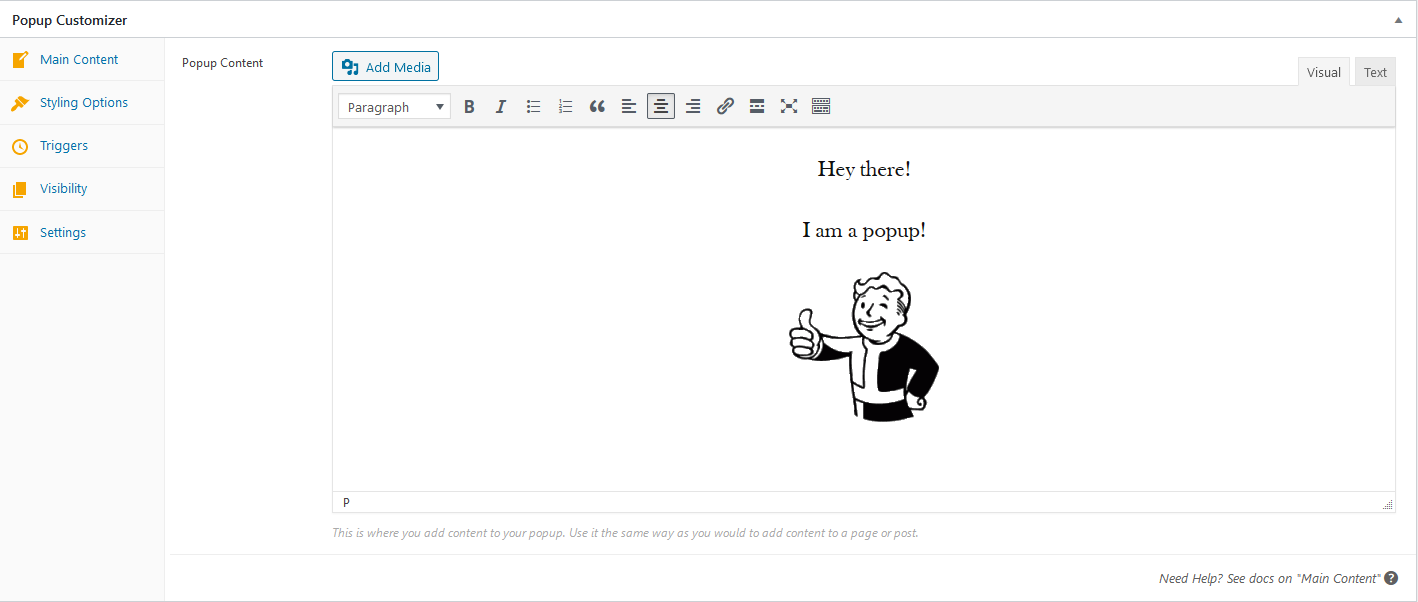 Popup Customizer
Main Content
Styling Options
Triggers
Visibility
Settings
Popup Content
Add Media
Visual
Text
Paragraph
B
I
Hey there!
I am a popup!
P
This is where you add content to your popup. Use it the same way as you would to add content to a page or post.
Need Help? See docs on "Main Content" ?